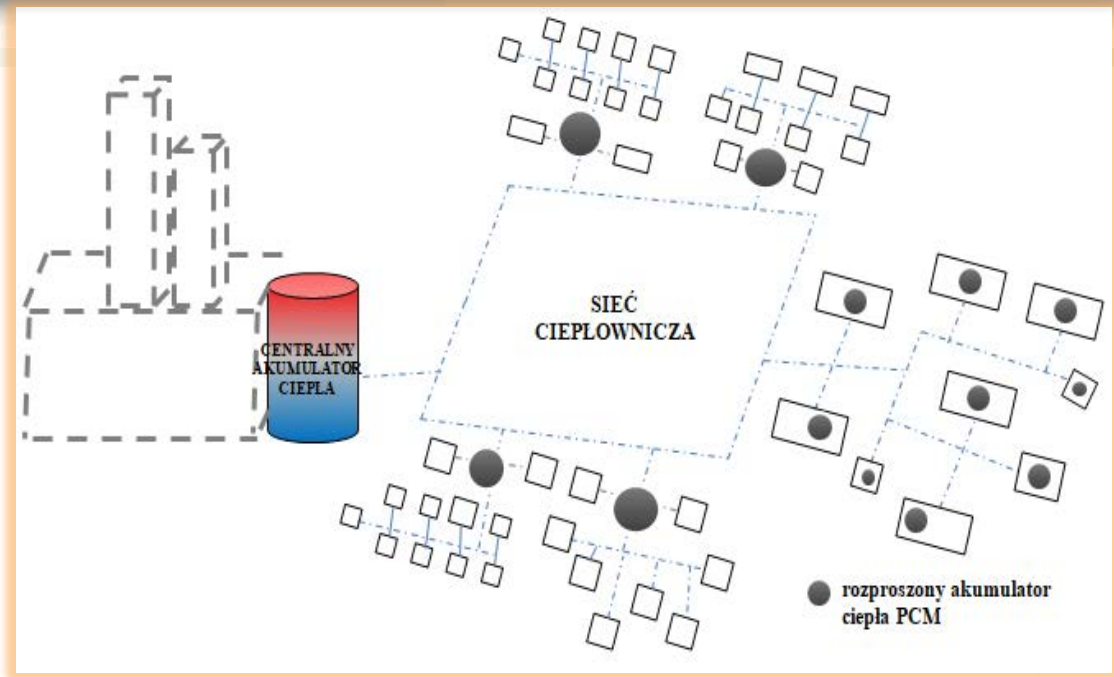 SIEĆ
CIEPŁOWNICZA
CENTRALNY
AKUMULATOR
CIEPŁA
rozproszony akumulator
ciepła PCM